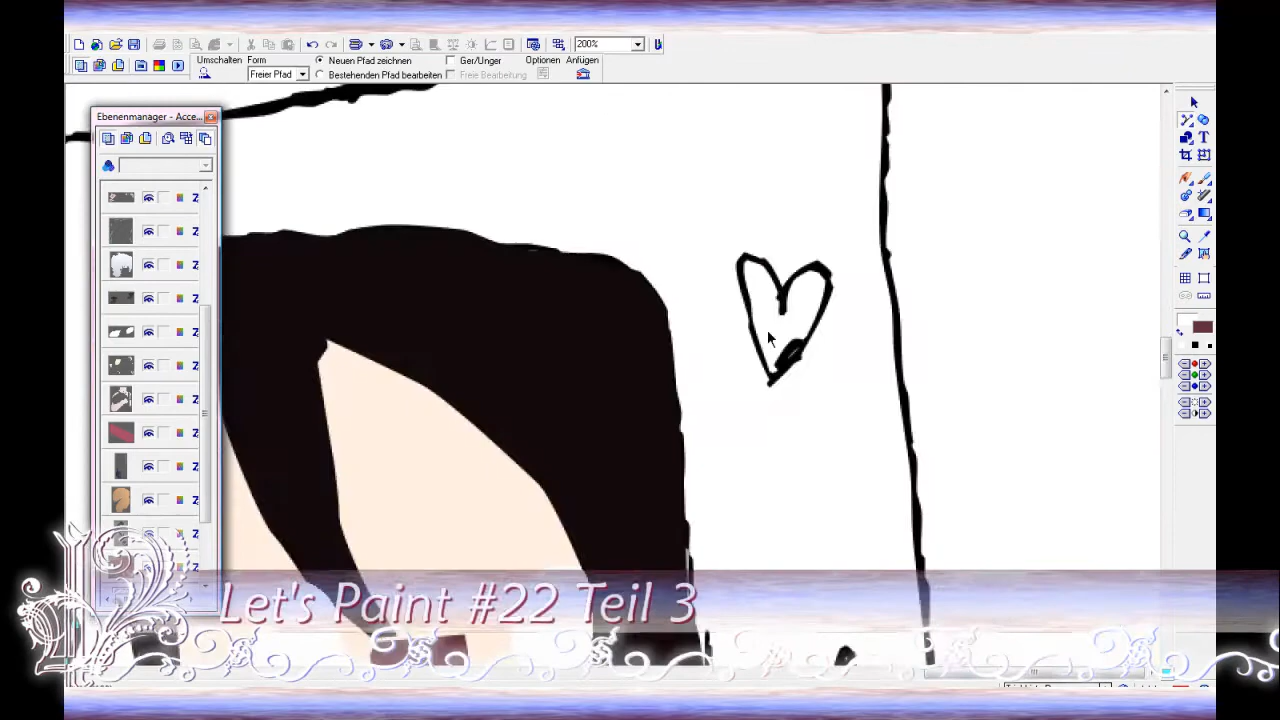 200%
Umschalten Form
Neuen Pfad zeichnen
Ger/Unger
Optionen Anfügen
Freier Pfad
Bestehenden Pfad bearbeiten
Freie Bearbeitung
Ebenenmanager - Acce...
Let's Paint #22 Teil 3